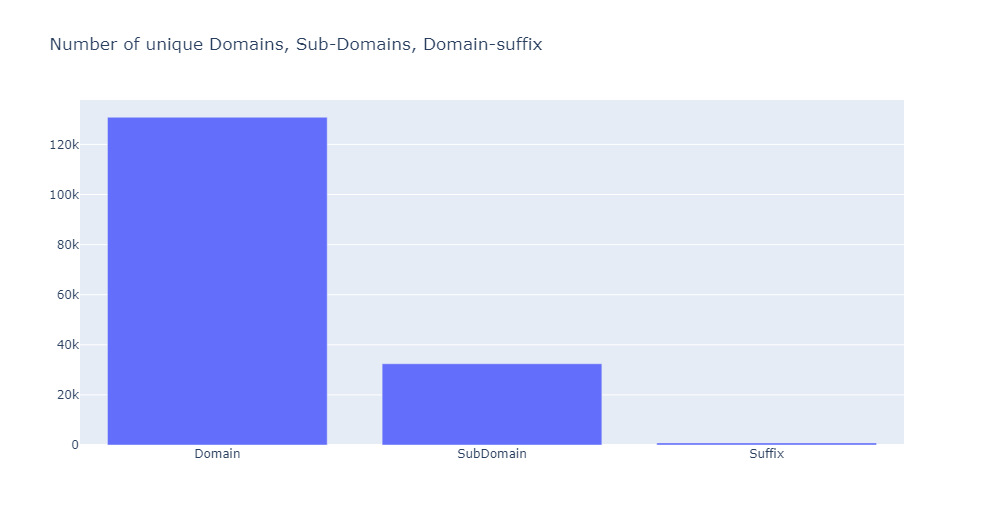 Number of unique Domains, Sub-Domains, Domain-suffix
120k
100k
80k
60k
40k
20k
0
Domain SubDomain Suffix